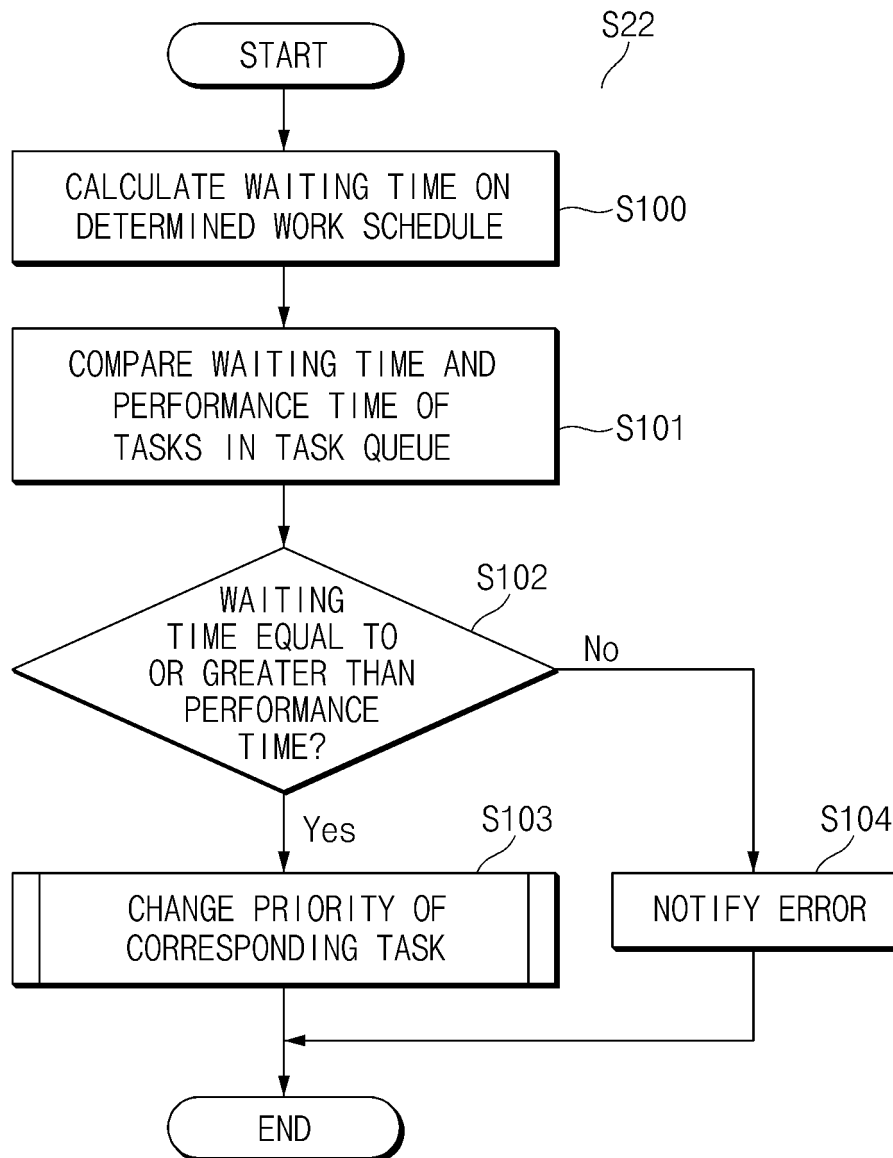 S22
START
CALCULATE WAITING TIME ON
DETERMINED WORK SCHEDULE
S100
COMPARE WAITING TIME AND
PERFORMANCE TIME OF
TASKS IN TASK QUEUE
S101
S102
WAITING
TIME EQUAL TO
OR GREATER THAN
PERFORMANCE
TIME?
No
Yes
S103
S104
CHANGE PRIORITY OF
CORRESPONDING TASK
NOTIFY ERROR
END